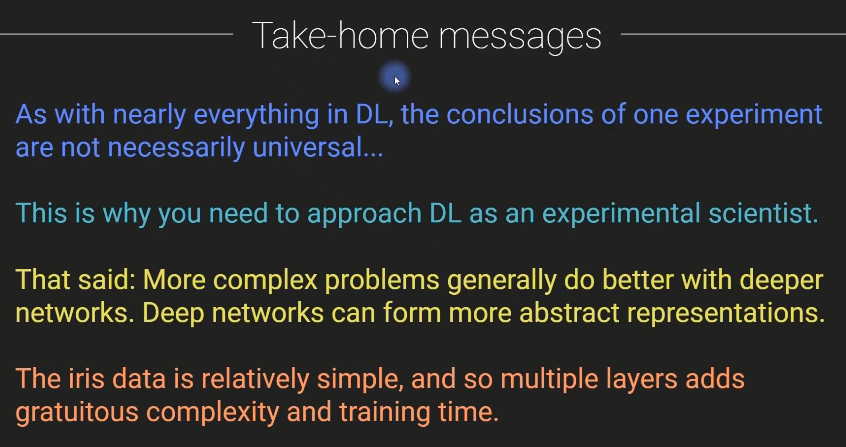 Take-home messages
As with nearly everything in DL, the conclusions of one experiment
are not necessarily universal...
This is why you need to approach DL as an experimental scientist.
That said: More complex problems generally do better with deeper
networks. Deep networks can form more abstract representations.
The iris data is relatively simple, and so multiple layers adds
gratuitous complexity and training time.